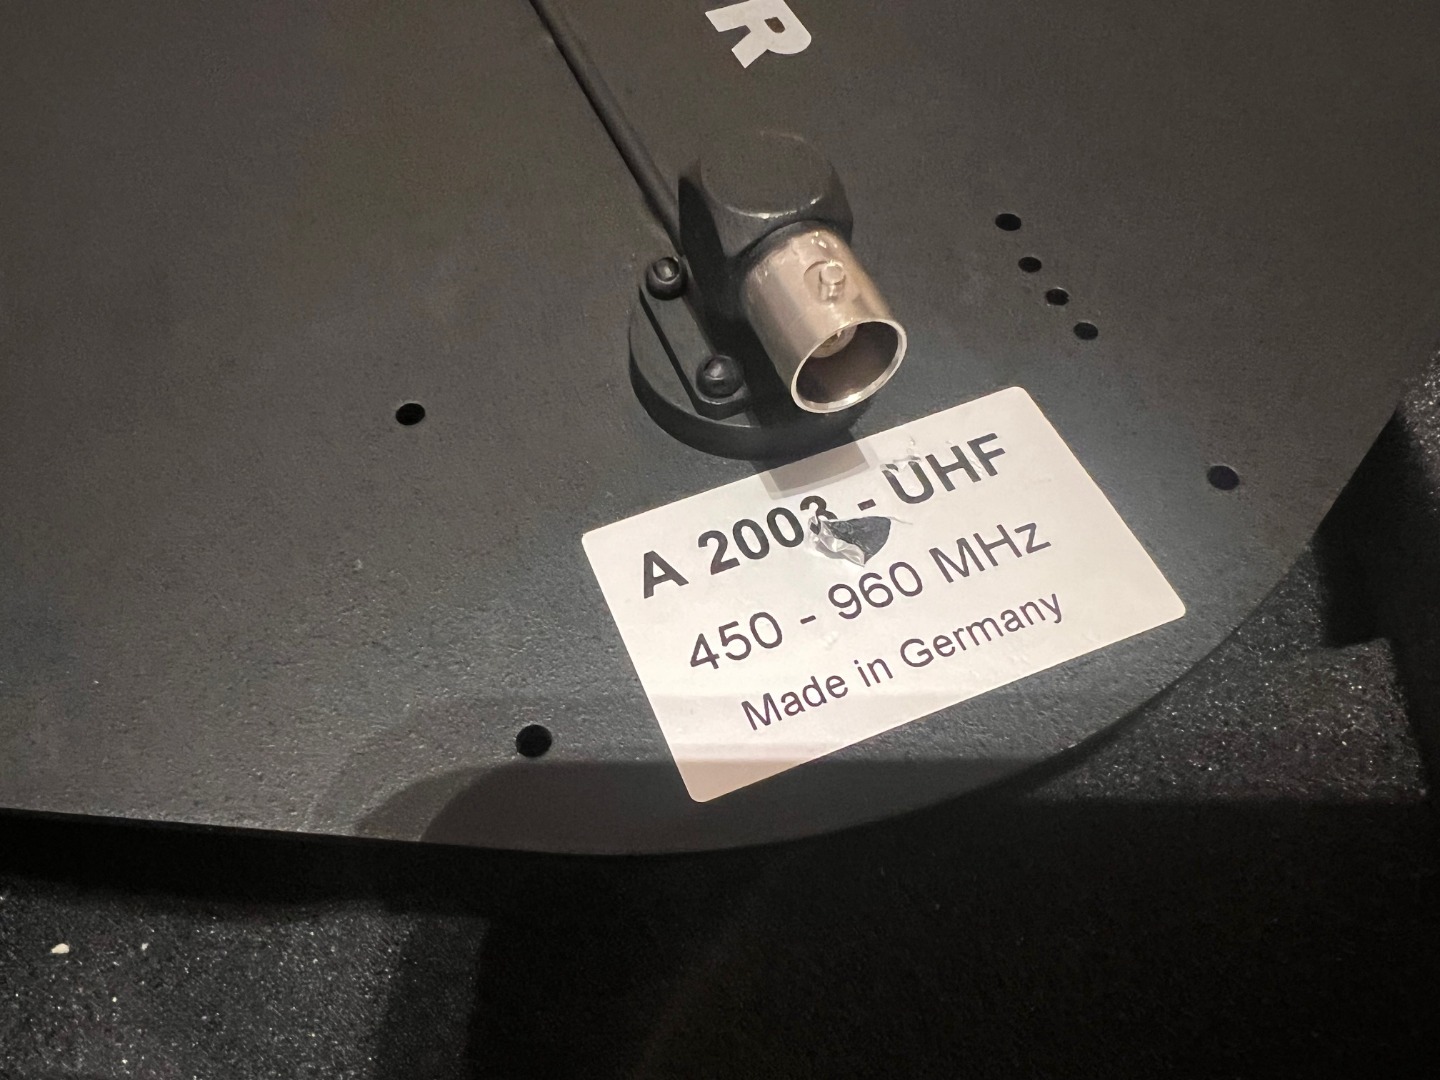 R
A 2003 - UHF
450 - 960 MHz
Made in Germany